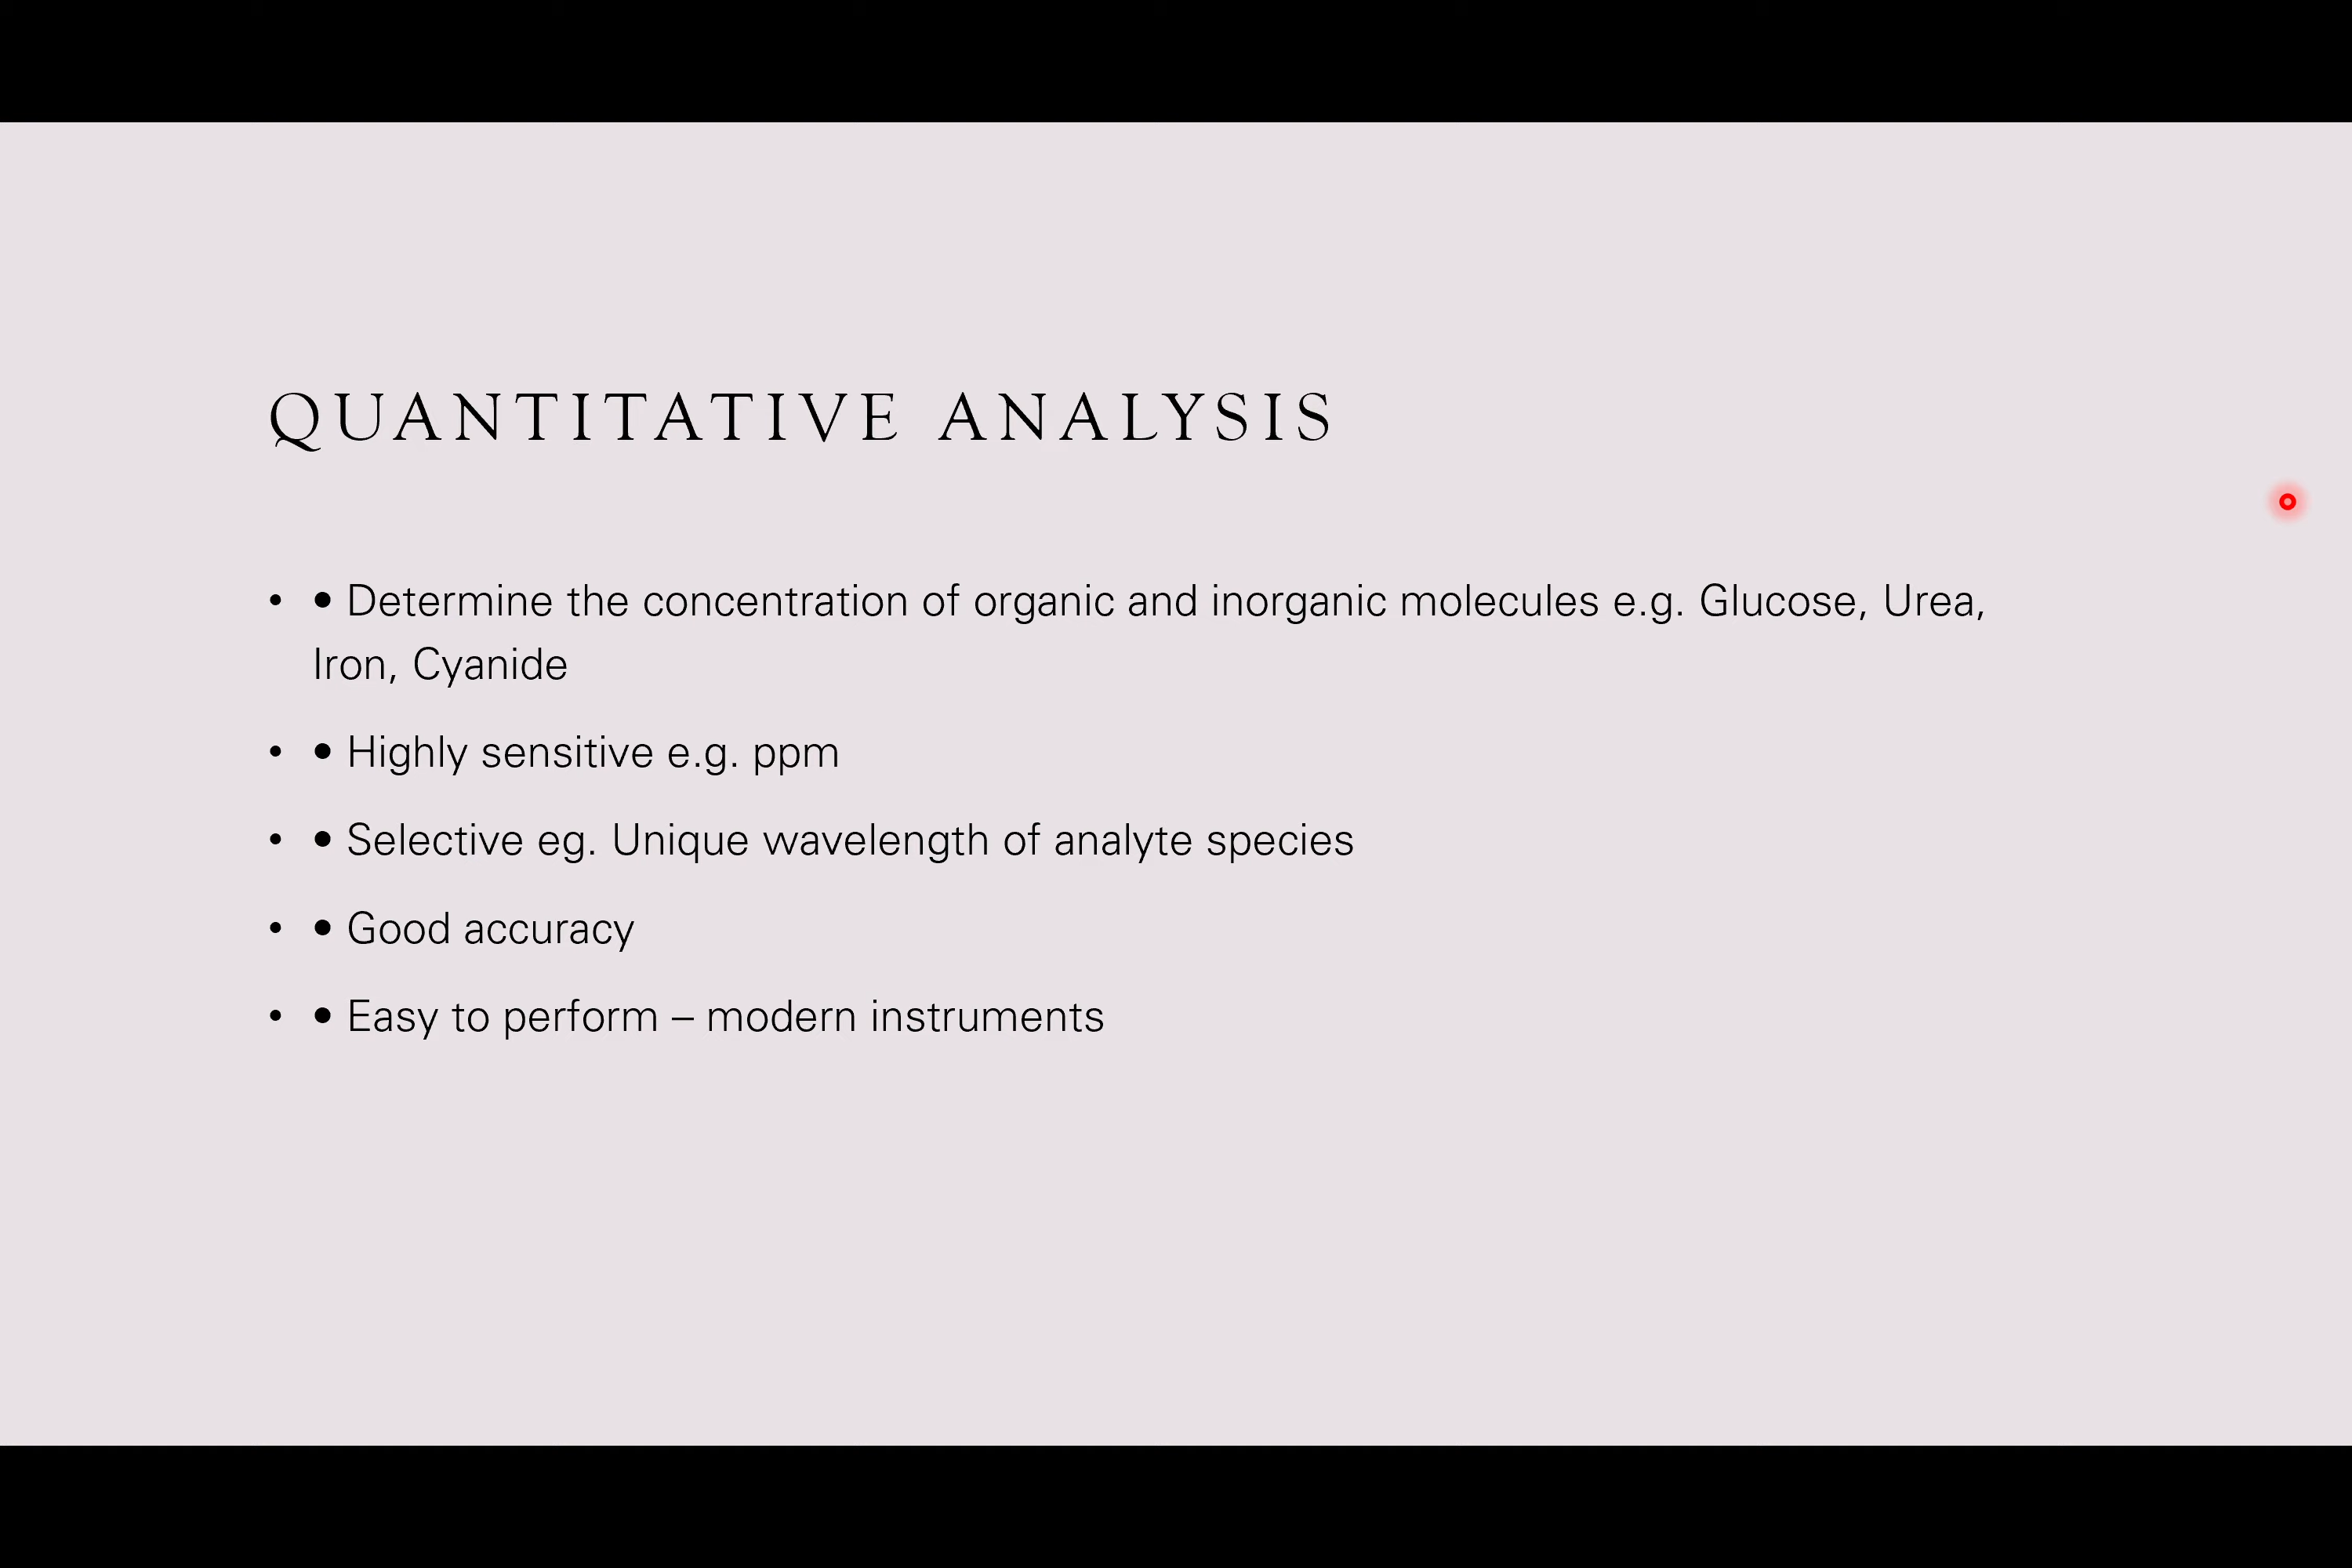 QUANTITATIVE ANALYSIS
• • Determine the concentration of organic and inorganic molecules e.g. Glucose, Urea,
Iron, Cyanide
• • Highly sensitive e.g. ppm
• • Selective eg. Unique wavelength of analyte species
• • Good accuracy
• • Easy to perform – modern instruments